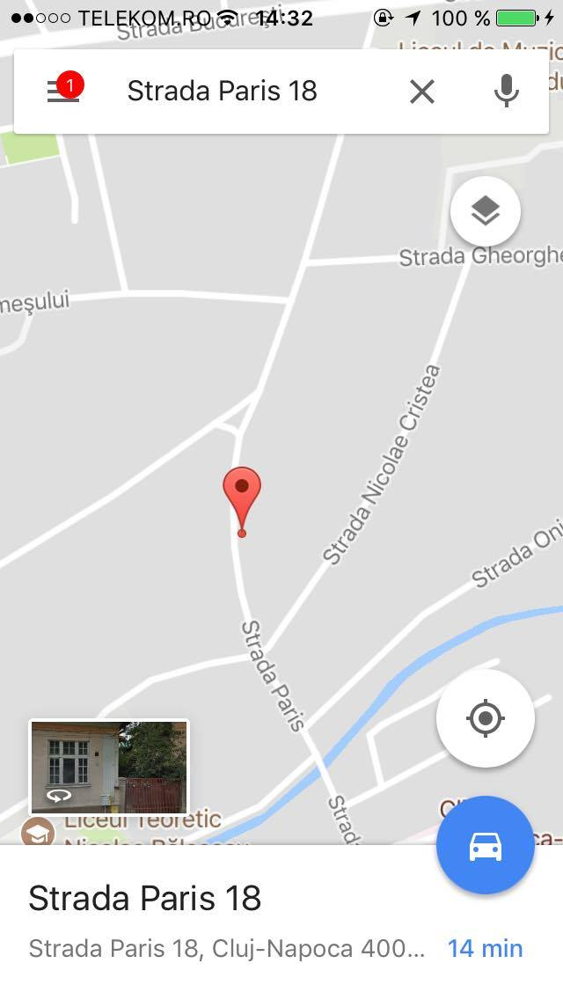 TELEKOM.RO 14:32 100 %
Strada Bucureşti
Liceul de Muzic
1 Strada Paris 18
Strada Gheorghe
meşului
Strada Nicolae Cristea
Strada Oni
Strada Paris
Strada
Liceul Teoretic
Nicolae Bălcescu
Strada Paris 18
Strada Paris 18, Cluj-Napoca 400... 14 min